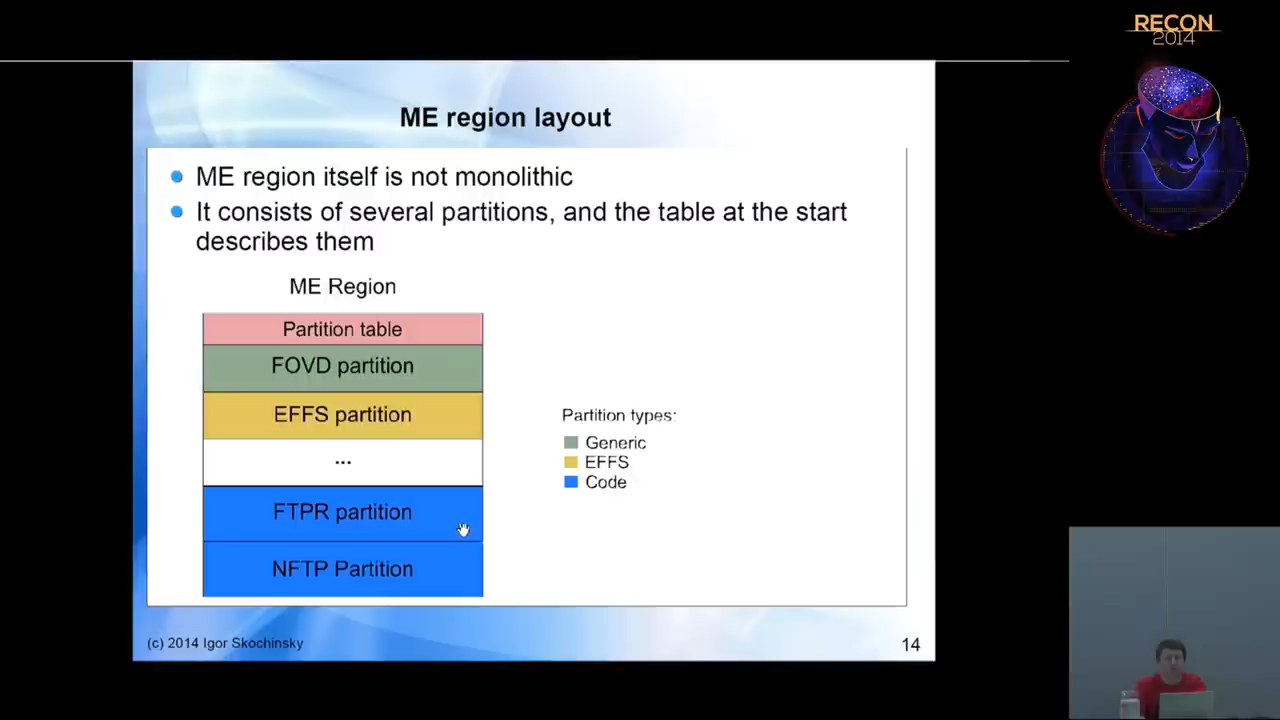 RECON
2014
ME region layout
ME region itself is not monolithic
It consists of several partitions, and the table at the start
describes them
ME Region
Partition table
FOVD partition
EFFS partition
...
FTPR partition
NFTP Partition
Partition types:
Generic
EFFS
Code
(c) 2014 Igor Skochinsky
14